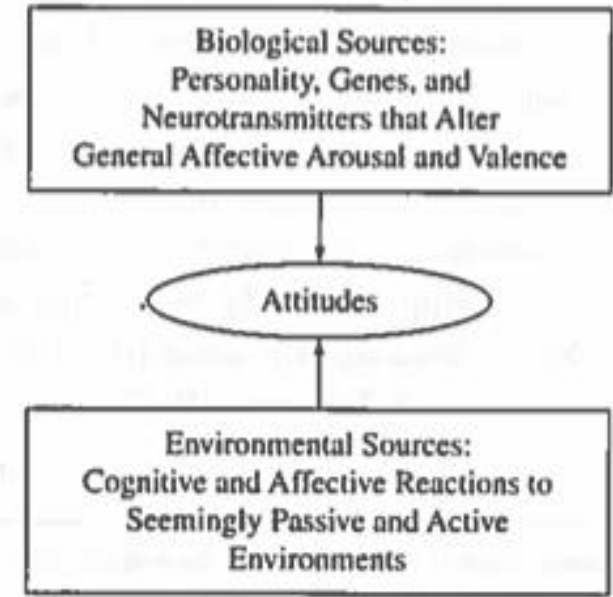 Biological Sources:
Personality, Genes, and
Neurotransmitters that Alter
General Affective Arousal and Valence
Attitudes
Environmental Sources:
Cognitive and Affective Reactions to
Seemingly Passive and Active
Environments